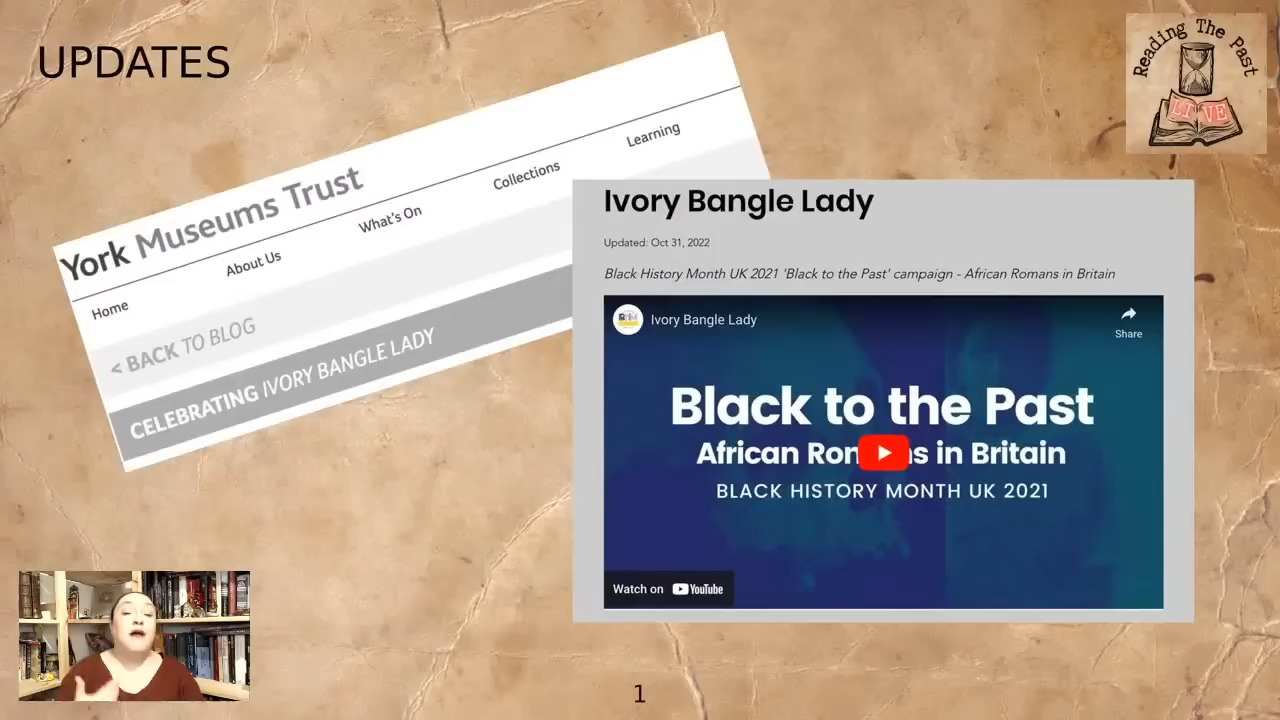 UPDATES
Reading The Past
LIVE
York Museums Trust
Home
About Us
What's On
Collections
Learning
< BACK TO BLOG
CELEBRATING IVORY BANGLE LADY
Ivory Bangle Lady
Updated: Oct 31, 2022
Black History Month UK 2021 'Black to the Past' campaign - African Romans in Britain
Ivory Bangle Lady
Share
Black to the Past
African Rom s in Britain
BLACK HISTORY MONTH UK 2021
Watch on YouTube
1